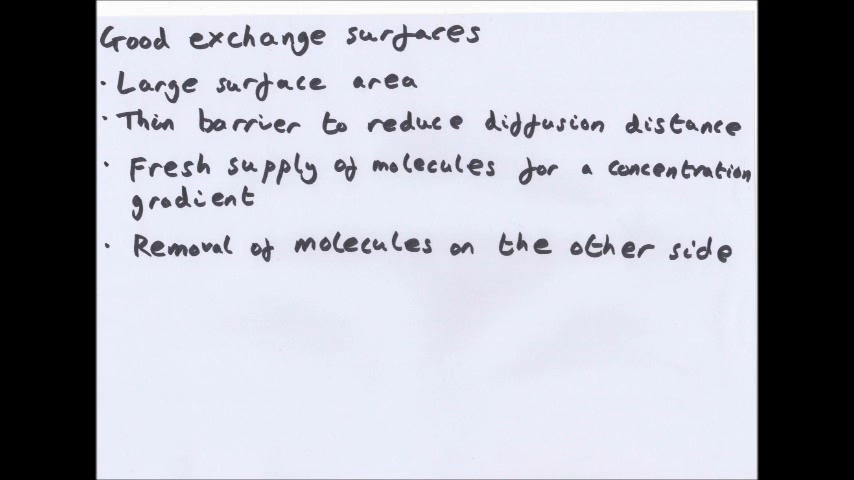 Good exchange surfaces
· Large surface area
· Thin barrier to reduce diffusion distance
· Fresh supply of molecules for a concentration
gradient
· Removal of molecules on the other side